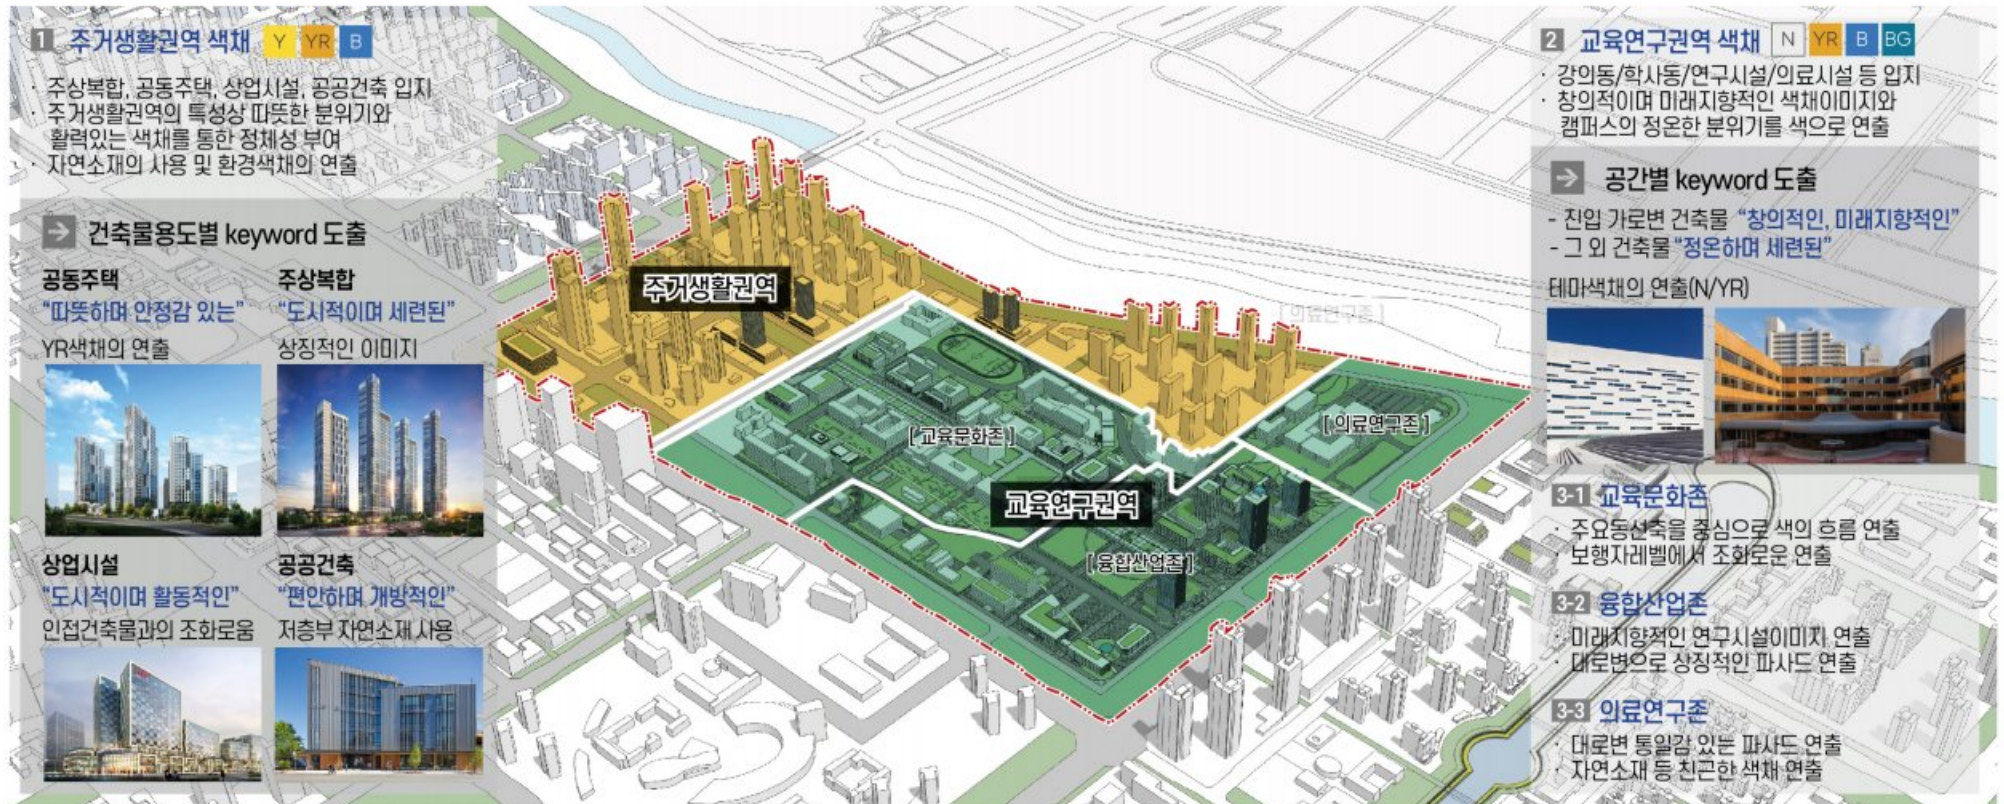 1 주거생활권역 색채 Y YR B
· 주상복합, 공동주택, 상업시설, 공공건축 입지
· 주거생활권역의 특성상 따뜻한 분위기와
활력있는 색채를 통한 정체성 부여
· 자연소재의 사용 및 환경색채의 연출
→ 건축물용도별 keyword 도출
공동주택
“따뜻하며 안정감 있는”
YR색채의 연출
주상복합
“도시적이며 세련된”
상징적인 이미지
상업시설
“도시적이며 활동적인”
인접건축물과의 조화로움
공공건축
“편안하며 개방적인”
저층부 자연소재 사용
주거생활권역
[의료연구존]
[교육문화존]
[의료연구존]
교육연구권역
[융합산업존]
2 교육연구권역 색채 N YR B BG
· 강의동/학사동/연구시설/의료시설 등 입지
· 창의적이며 미래지향적인 색채이미지와
캠퍼스의 정온한 분위기를 색으로 연출
→ 공간별 keyword 도출
- 진입 가로변 건축물 “창의적인, 미래지향적인”
- 그 외 건축물 “정온하며 세련된”
테마색채의 연출(N/YR)
3-1 교육문화존
· 주요동선축을 중심으로 색의 흐름 연출
· 보행자레벨에서 조화로운 연출
3-2 융합산업존
· 미래지향적인 연구시설이미지 연출
· 대로변으로 상징적인 파사드 연출
3-3 의료연구존
· 대로변 통일감 있는 파사드 연출
· 자연소재 등 친근한 색채 연출